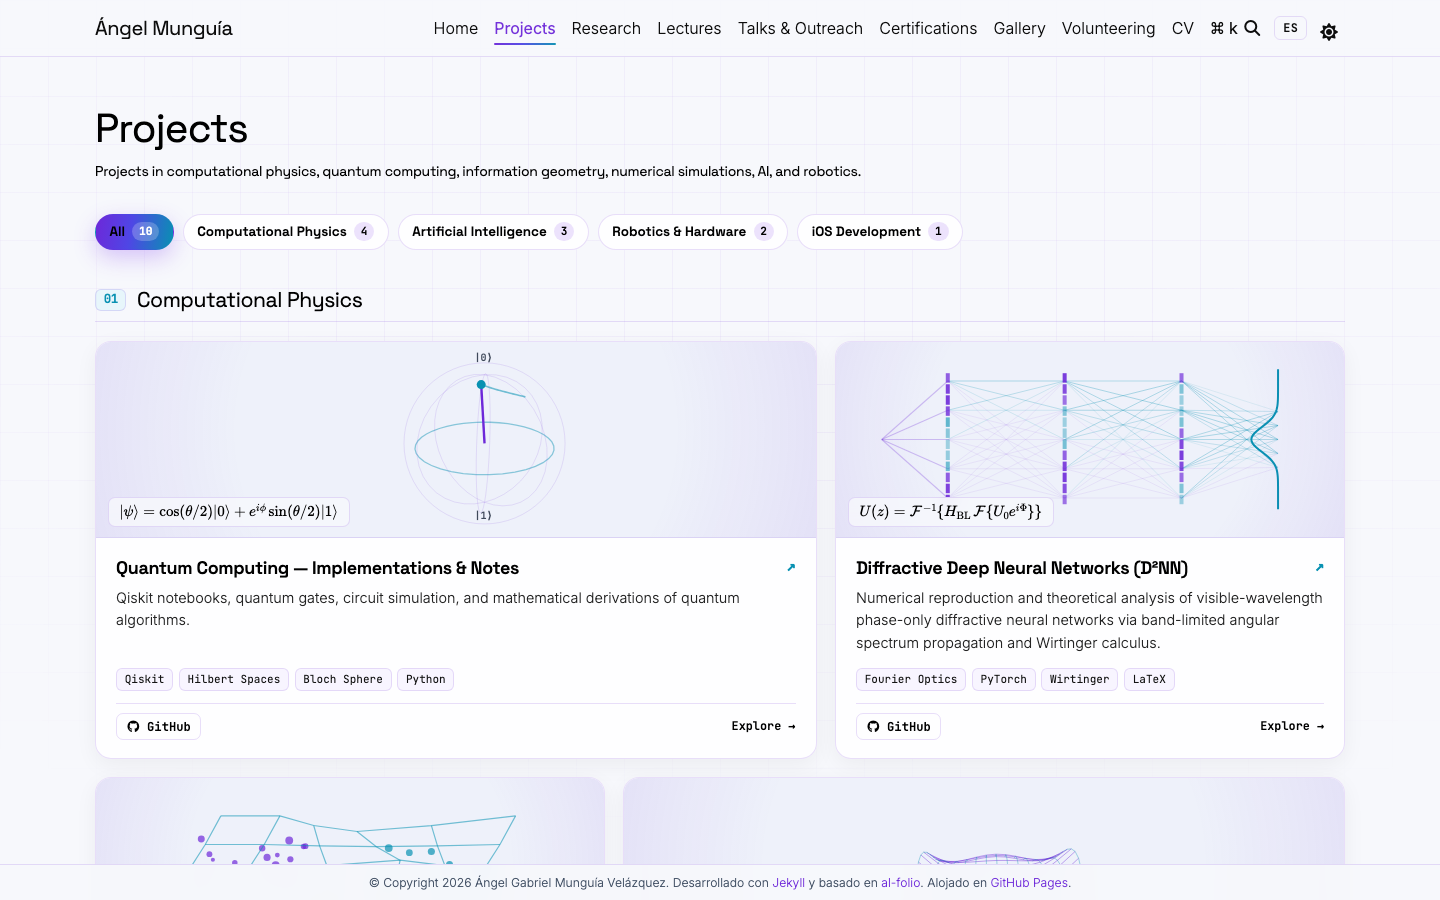 Ángel Munguía
Home Projects Research Lectures Talks & Outreach Certifications Gallery Volunteering CV ⌘ k ES
Projects
Projects in computational physics, quantum computing, information geometry, numerical simulations, AI, and robotics.
All 10 Computational Physics 4 Artificial Intelligence 3 Robotics & Hardware 2 iOS Development 1
01 Computational Physics
|0⟩
|1⟩
|ψ⟩ = cos(θ/2)|0⟩ + e^{iϕ} sin(θ/2)|1⟩
U(z) = ℱ⁻¹{H_BL ℱ{U₀e^{iΦ}}}
Quantum Computing — Implementations & Notes ↗
Qiskit notebooks, quantum gates, circuit simulation, and mathematical derivations of quantum
algorithms.
Qiskit Hilbert Spaces Bloch Sphere Python
GitHub Explore →
Diffractive Deep Neural Networks (D²NN) ↗
Numerical reproduction and theoretical analysis of visible-wavelength
phase-only diffractive neural networks via band-limited angular
spectrum propagation and Wirtinger calculus.
Fourier Optics PyTorch Wirtinger LaTeX
GitHub Explore →
© Copyright 2026 Ángel Gabriel Munguía Velázquez. Desarrollado con Jekyll y basado en al-folio. Alojado en GitHub Pages.